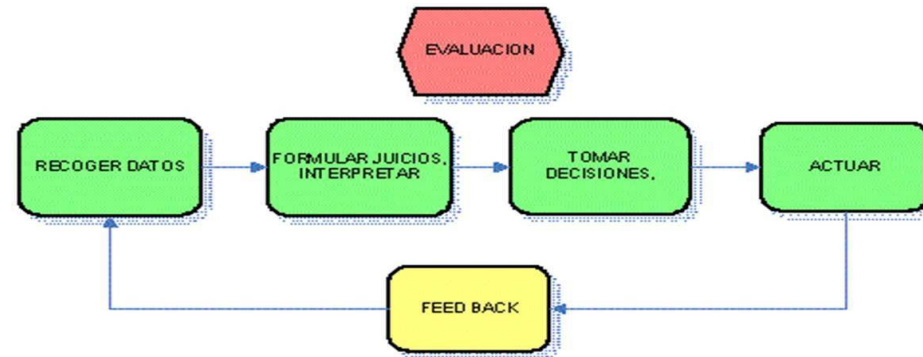 EVALUACION
RECOGER DATOS
FORMULAR JUICIOS,
INTERPRETAR
TOMAR
DECISIONES,
ACTUAR
FEED BACK